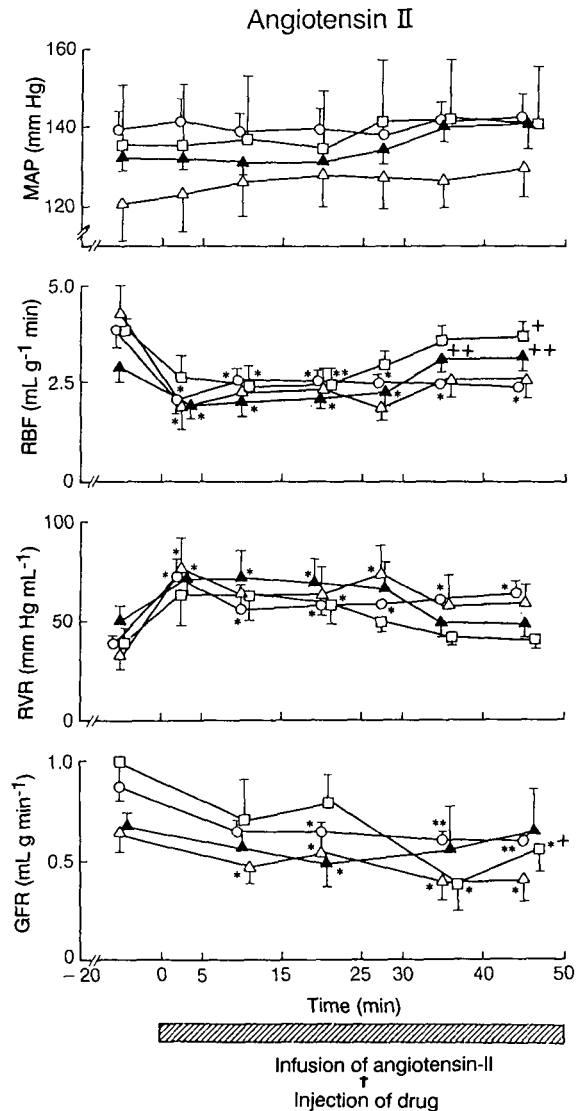 Angiotensin II
MAP (mm Hg)
160
140
120
RBF (mL g⁻¹ min)
5.0
2.5
0
+
++
++
* * * ** *
* * * * * * *
RVR (mm Hg mL⁻¹)
100
50
0
* * * * * * * *
* * * *
GFR (mL g min⁻¹)
1.0
0.5
0
* ** ** * +
* * * * * *
−20 0 5 15 25 30 40 50
Time (min)
Infusion of angiotensin-II
↑
Injection of drug